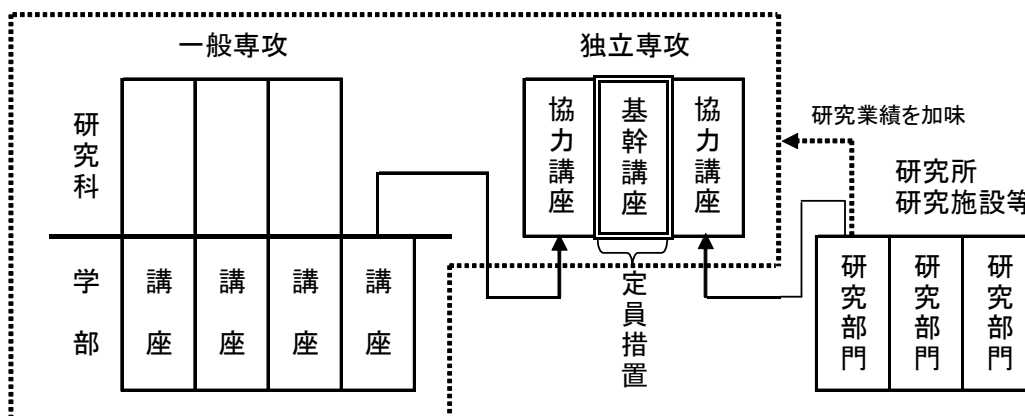 一般専攻
独立専攻
研究科
協力講座
基幹講座
協力講座
研究業績を加味
研究所
研究施設等
学部
講座
講座
講座
講座
定員措置
研究部門
研究部門
研究部門